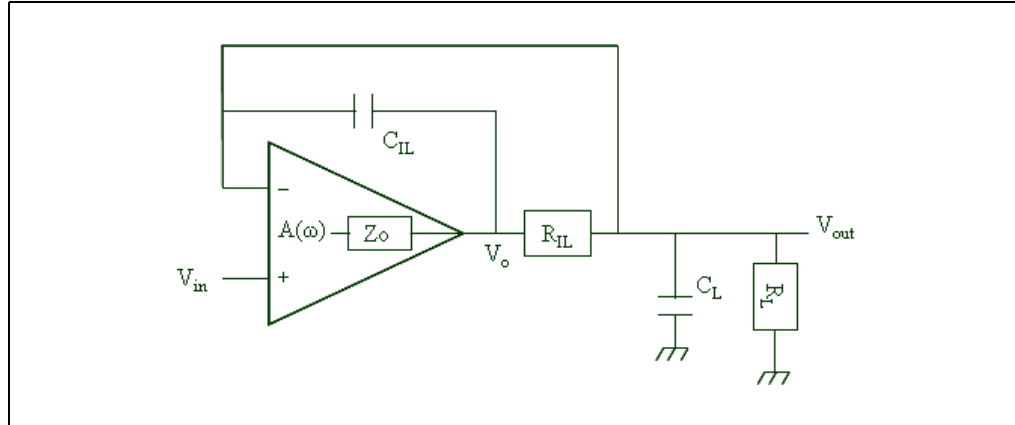 C_IL
−
A(ω)
Zo
V_o
R_IL
V_out
V_in
+
C_L
R_L